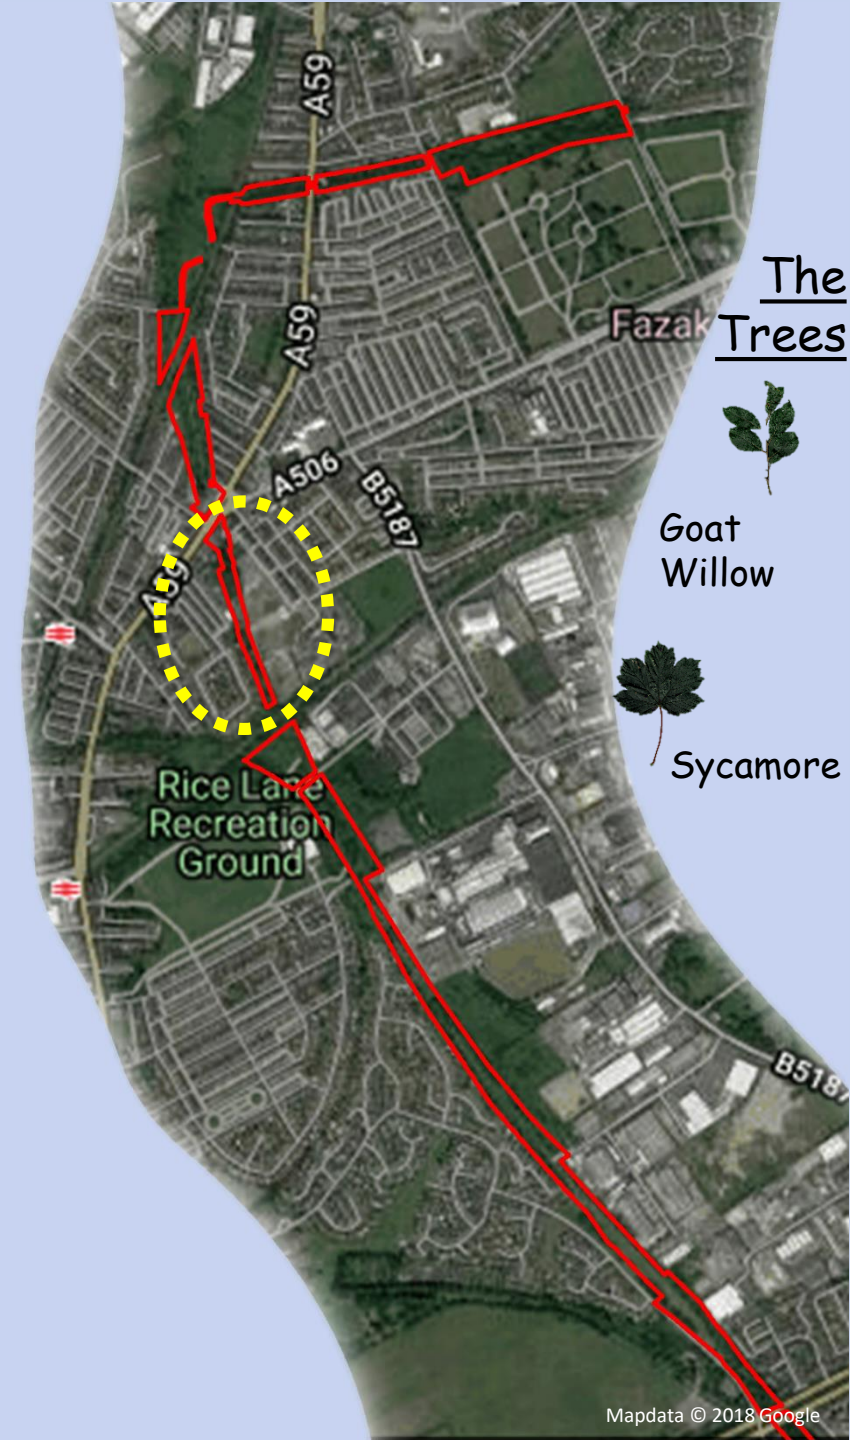 A59
The
Trees
A59
Fazak
A506
B5187
Goat
Willow
A59
Sycamore
Rice Lane
Recreation
Ground
B5187
Mapdata © 2018 Google